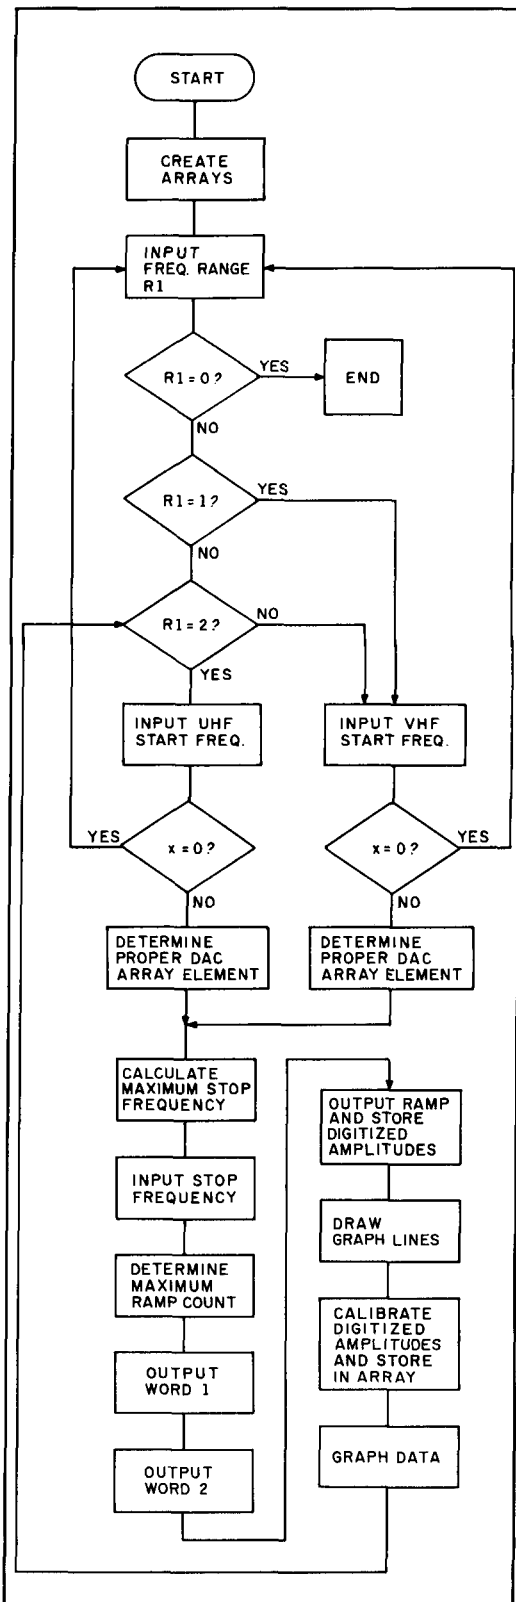 START
CREATE
ARRAYS
INPUT
FREQ. RANGE
R1
R1=0?
YES
END
NO
R1=1?
YES
NO
R1=2?
NO
YES
INPUT UHF
START FREQ.
INPUT VHF
START FREQ.
YES
x=0?
NO
x=0?
YES
NO
DETERMINE
PROPER DAC
ARRAY ELEMENT
DETERMINE
PROPER DAC
ARRAY ELEMENT
CALCULATE
MAXIMUM STOP
FREQUENCY
INPUT STOP
FREQUENCY
DETERMINE
MAXIMUM
RAMP COUNT
OUTPUT
WORD 1
OUTPUT
WORD 2
OUTPUT RAMP
AND STORE
DIGITIZED
AMPLITUDES
DRAW
GRAPH LINES
CALIBRATE
DIGITIZED
AMPLITUDES
AND STORE
IN ARRAY
GRAPH DATA